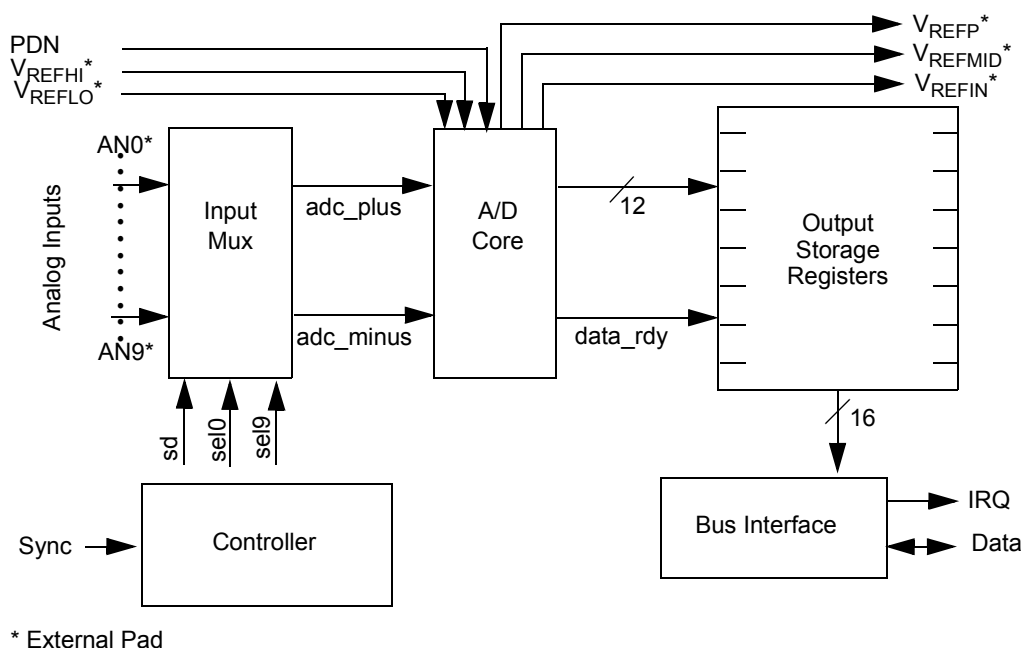 PDN
VREFHI*
VREFLO*
VREFP*
VREFMID*
VREFIN*
AN0*
Analog Inputs
AN9*
Input
Mux
adc_plus
adc_minus
A/D
Core
12
data_rdy
Output
Storage
Registers
sd
sel0
sel9
16
Sync
Controller
Bus Interface
IRQ
Data
* External Pad